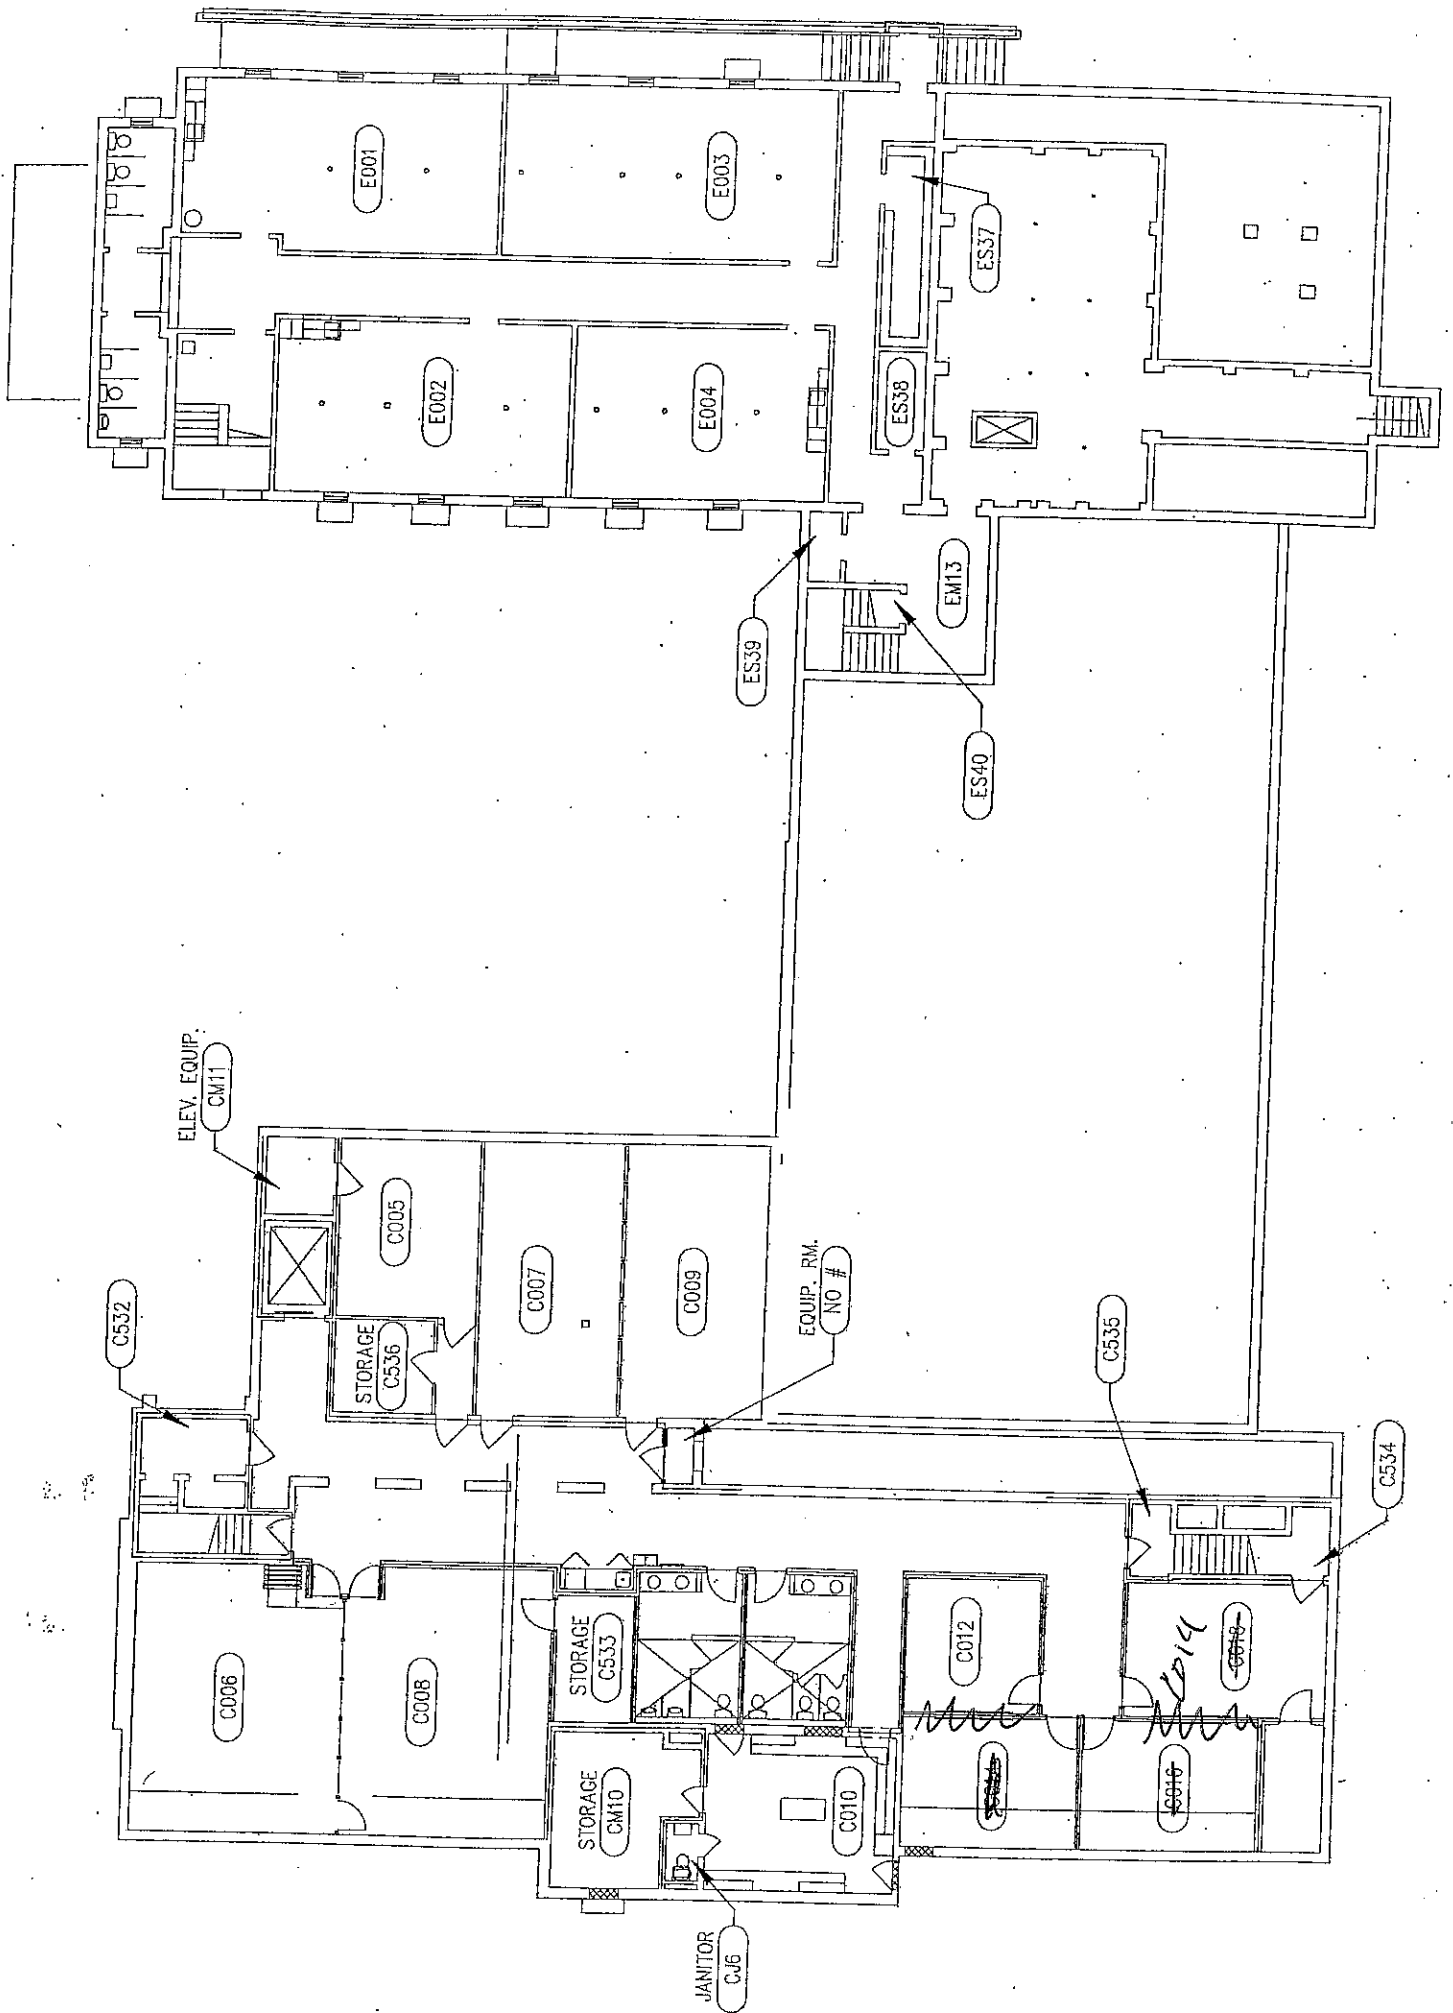 E001
E003
ES37
E002
E004
ES38
ES39
EM13
ES40
ELEV. EQUIP.
CM11
C532
C005
STORAGE
C536
C007
C009
EQUIP. RM.
NO #
C535
C534
C006
C008
STORAGE
C533
C012
C014
C018
STORAGE
CM10
C010
C016
JANITOR
CJ6